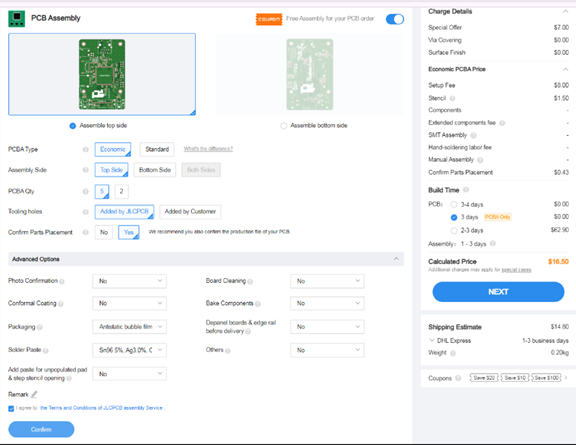 PCB Assembly
COUPON Free Assembly for your PCB order
Assemble top side
Assemble bottom side
PCBA Type Economic Standard What's the difference?
Assembly Side Top Side Bottom Side Both Sides
PCBA Qty 5 2
Tooling holes Added by JLCPCB Added by Customer
Confirm Parts Placement No Yes We recommend you also confirm the production file of your PCB
Advanced Options
Photo Confirmation No
Board Cleaning No
Conformal Coating No
Bake Components No
Packaging Antistatic bubble film
Depanel boards & edge rail
before delivery No
Solder Paste Sn96.5%, Ag3.0%, C
Others No
Add paste for unpopulated pad
& step stencil opening No
Remark
I agree to the Terms and Conditions of JLCPCB assembly Service.
Confirm
Charge Details
Special Offer $7.00
Via Covering $0.00
Surface Finish $0.00
Economic PCBA Price
Setup Fee $8.00
Stencil $1.50
Components -
Extended components fee -
SMT Assembly -
Hand-soldering labor fee -
Manual Assembly -
Confirm Parts Placement $0.43
Build Time
PCB: 3-4 days $0.00
3 days PCBA Only $0.00
2-3 days $62.90
Assembly: 1 - 3 days
Calculated Price $16.50
Additional charges may apply for special cases
NEXT
Shipping Estimate $14.60
DHL Express 1-3 business days
Weight 0.20kg
Coupons Save $20 Save $10 Save $100